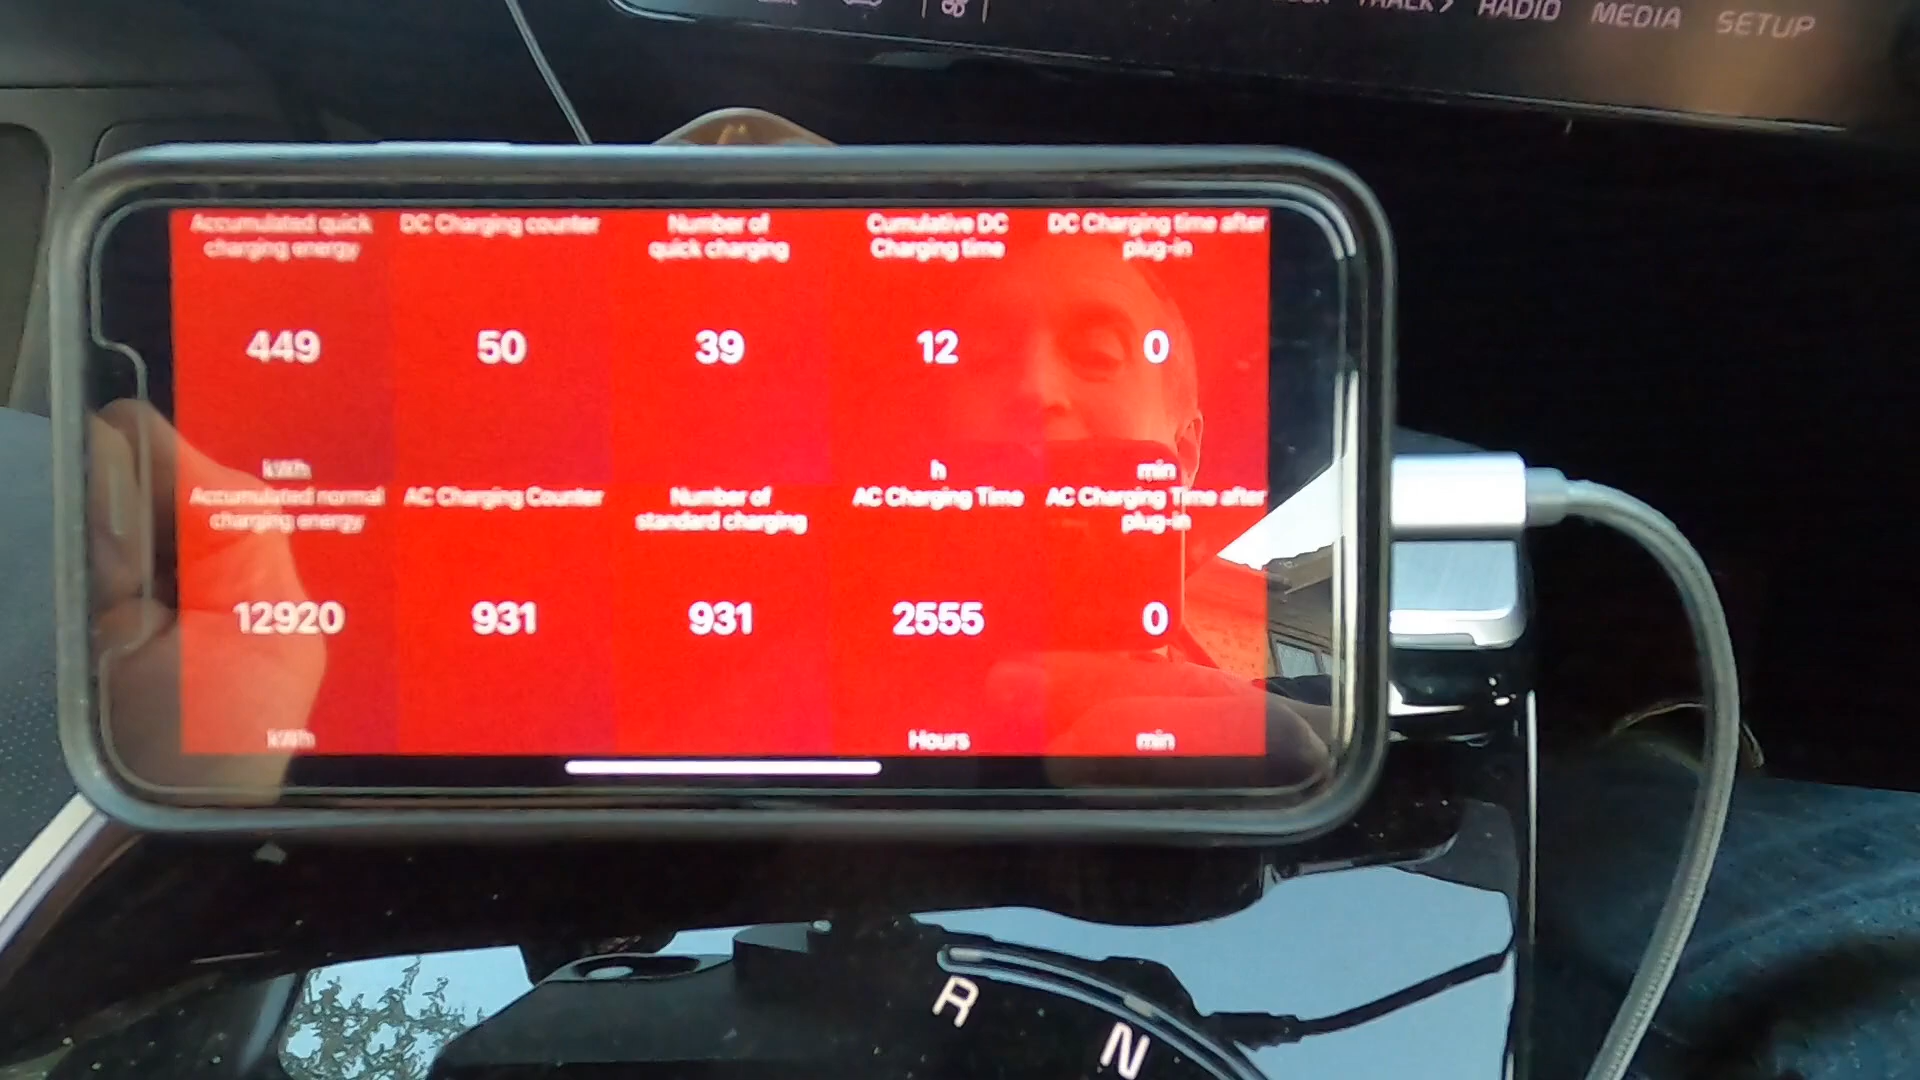 TRACK> RADIO MEDIA SETUP
Accumulated quick charging energy
DC Charging counter
Number of quick charging
Cumulative DC Charging time
DC Charging time after plug-in
449
50
39
12
0
kWh
h
min
Accumulated normal charging energy
AC Charging Counter
Number of standard charging
AC Charging Time
AC Charging Time after plug-in
12920
931
931
2555
0
kWh
Hours
min
R
N